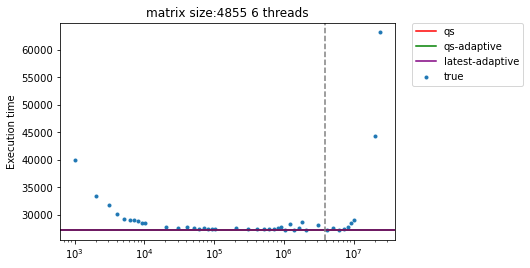 matrix size:4855 6 threads
Execution time
60000
55000
50000
45000
40000
35000
30000
10³
10⁴
10⁵
10⁶
10⁷
qs
qs-adaptive
latest-adaptive
true